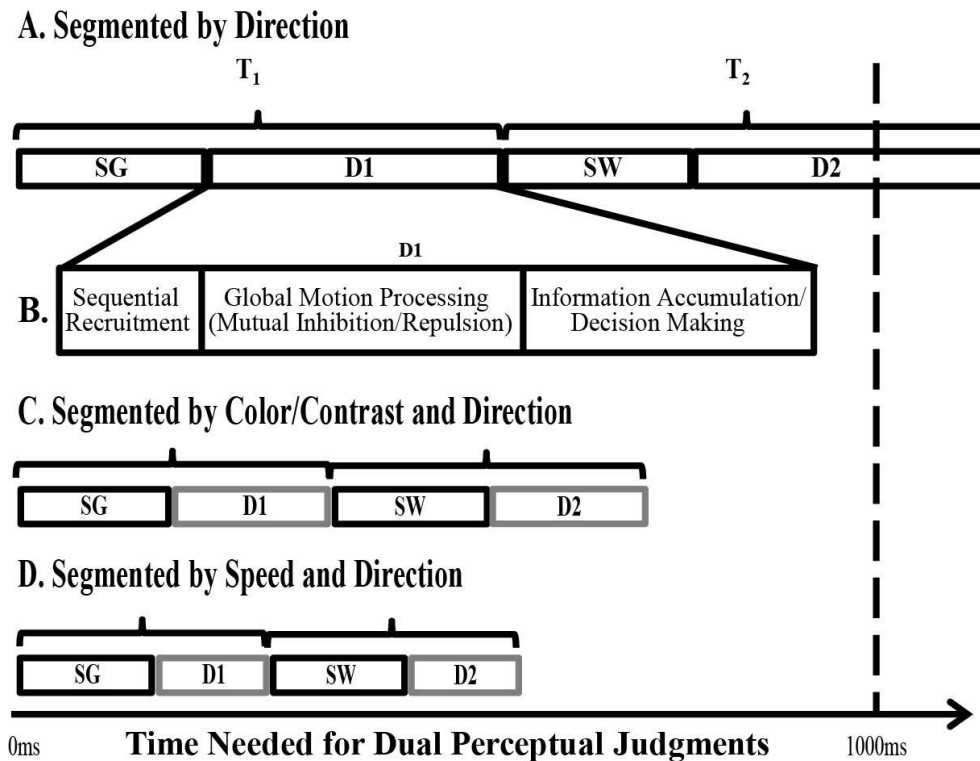 A. Segmented by Direction
T1 T2
SG D1 SW D2
D1
B.
Sequential
Recruitment
Global Motion Processing
(Mutual Inhibition/Repulsion)
Information Accumulation/
Decision Making
C. Segmented by Color/Contrast and Direction
SG D1 SW D2
D. Segmented by Speed and Direction
SG D1 SW D2
0ms Time Needed for Dual Perceptual Judgments 1000ms